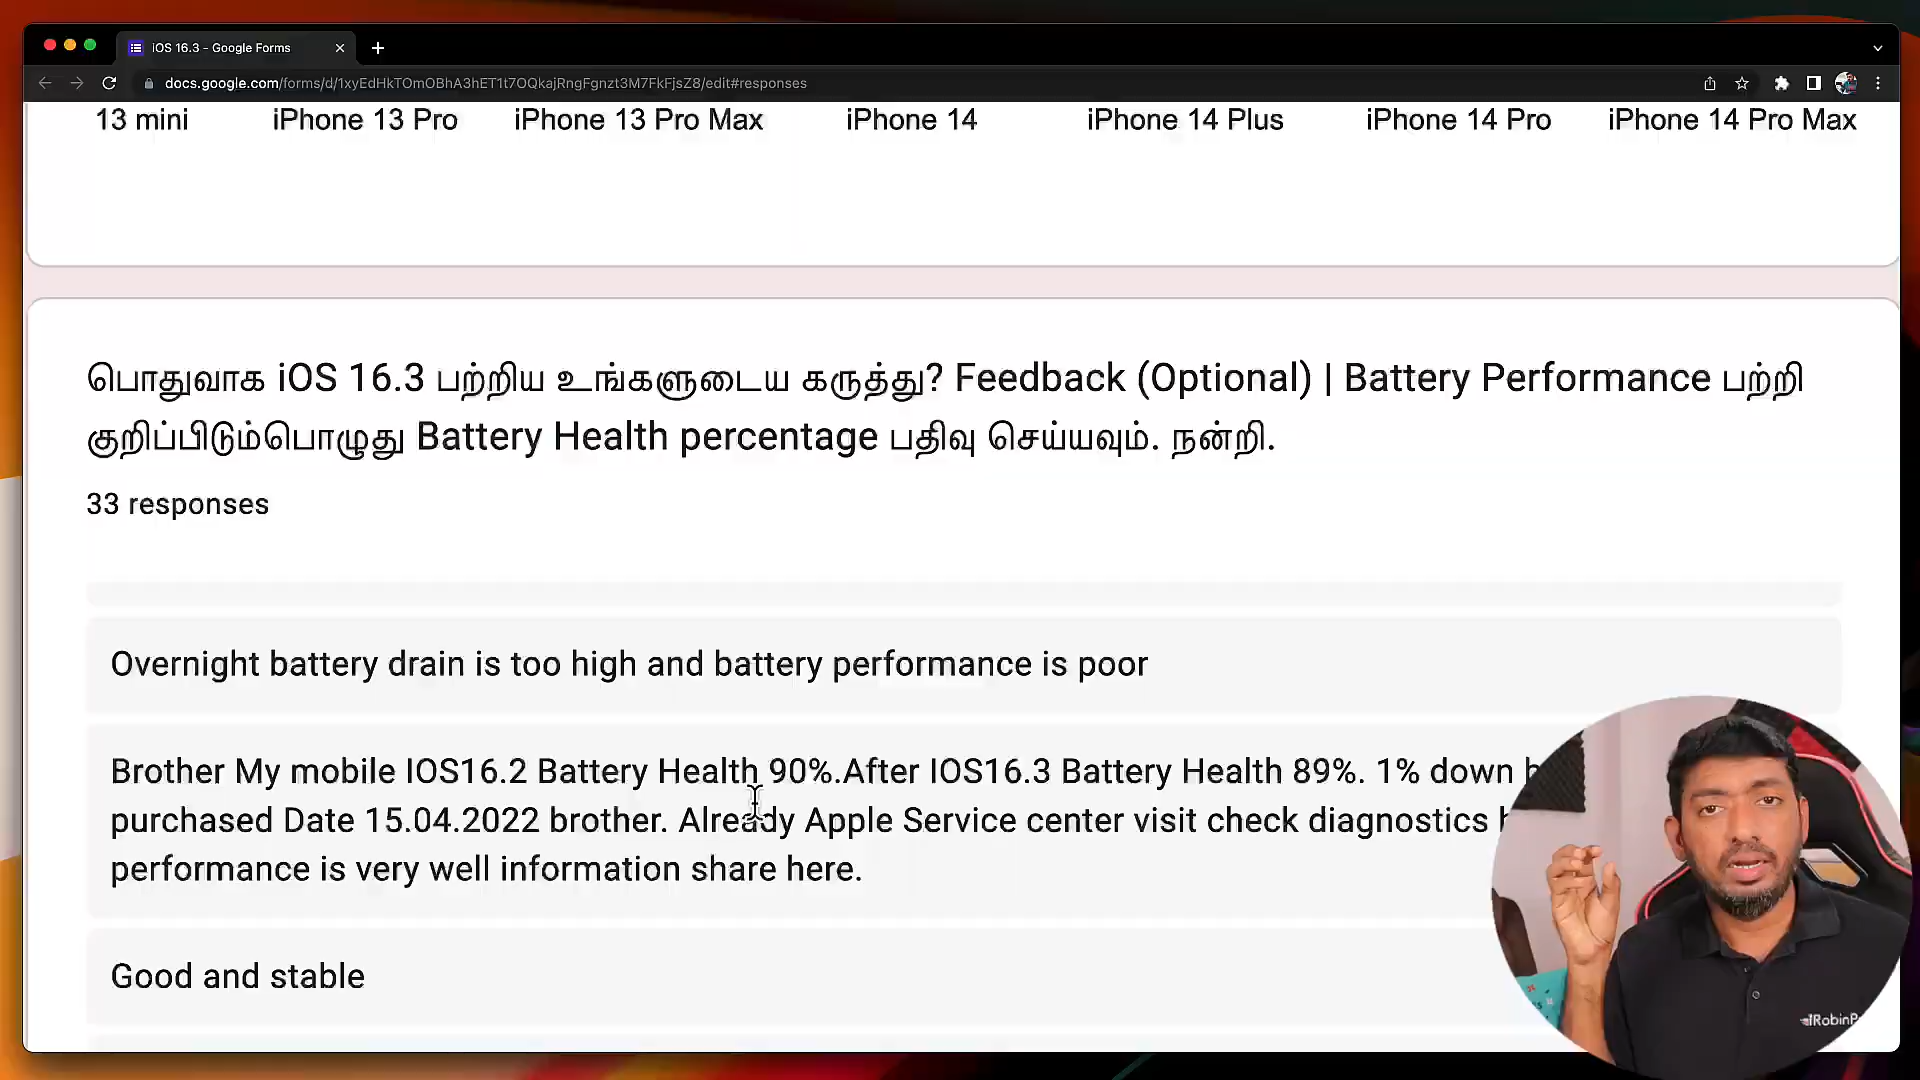 iOS 16.3 - Google Forms
docs.google.com/forms/d/1xyEdHkTOmOBhA3hET1t7OQkajRngFgnzt3M7FkFjsZ8/edit#responses
13 mini iPhone 13 Pro iPhone 13 Pro Max iPhone 14 iPhone 14 Plus iPhone 14 Pro iPhone 14 Pro Max
பொதுவாக iOS 16.3 பற்றிய உங்களுடைய கருத்து? Feedback (Optional) | Battery Performance பற்றி
குறிப்பிடும்பொழுது Battery Health percentage பதிவு செய்யவும். நன்றி.
33 responses
Overnight battery drain is too high and battery performance is poor
Brother My mobile IOS16.2 Battery Health 90%.After IOS16.3 Battery Health 89%. 1% down
purchased Date 15.04.2022 brother. Already Apple Service center visit check diagnostics
performance is very well information share here.
Good and stable